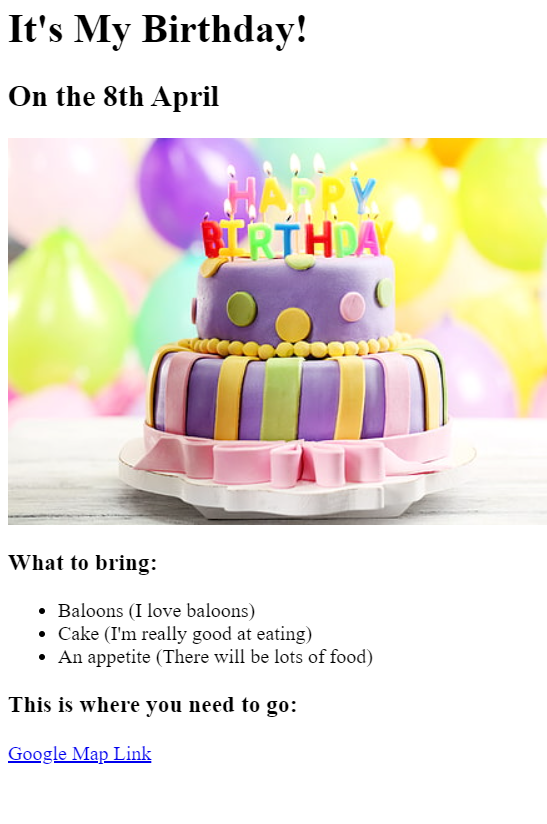 It's My Birthday!
On the 8th April
HAPPY
BIRTHDAY
What to bring:
Baloons (I love baloons)
Cake (I'm really good at eating)
An appetite (There will be lots of food)
This is where you need to go:
Google Map Link